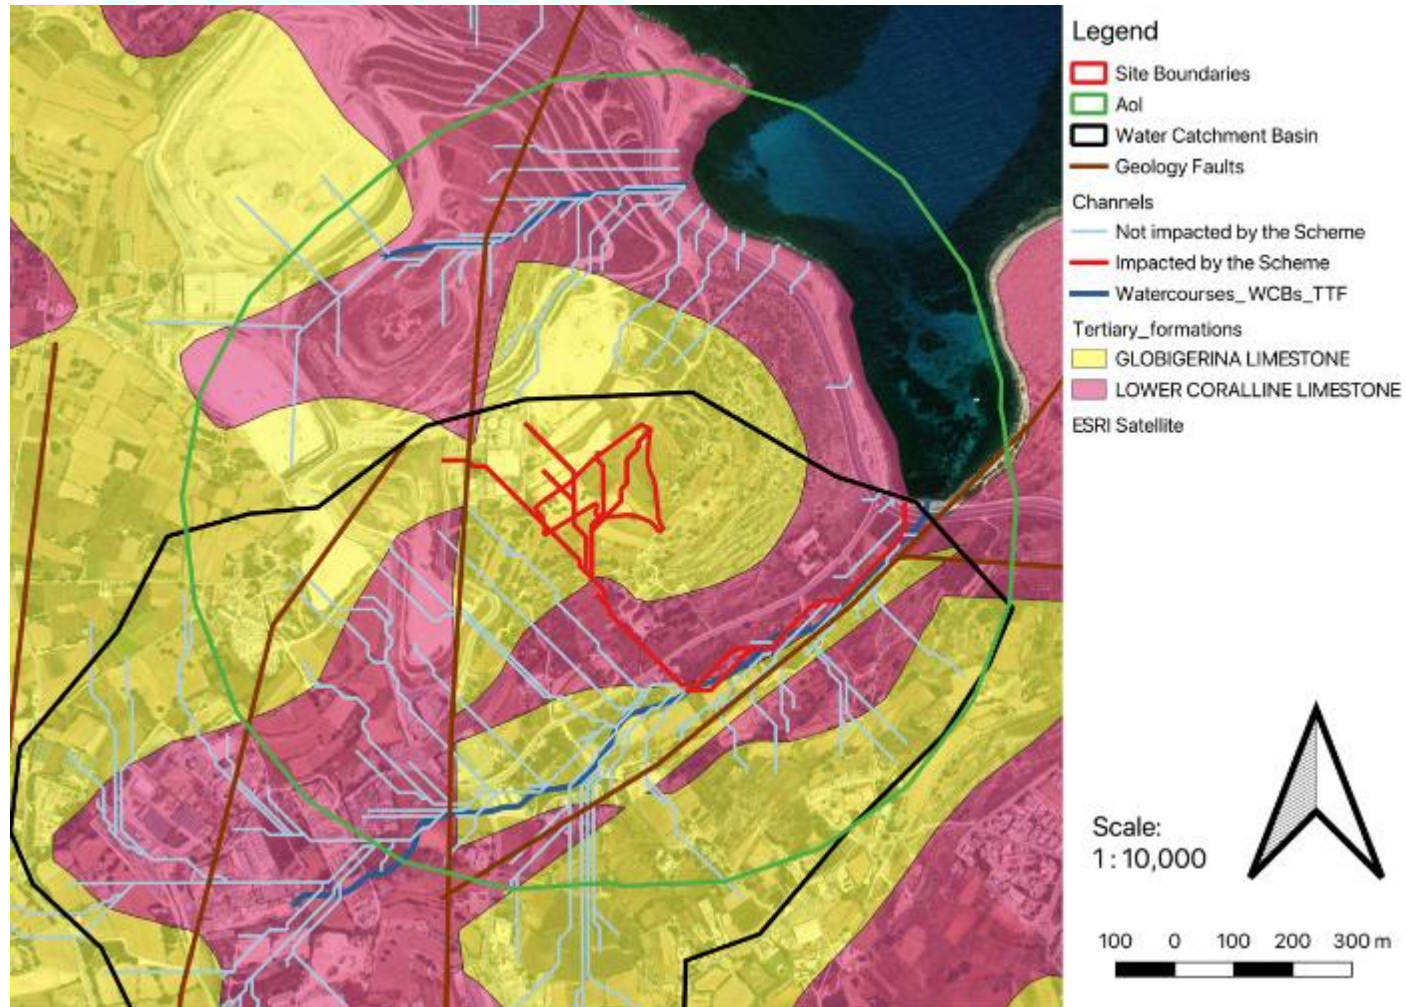 Legend
Site Boundaries
AoI
Water Catchment Basin
Geology Faults
Channels
Not impacted by the Scheme
Impacted by the Scheme
Watercourses_WCBs_TTF
Tertiary_formations
GLOBIGERINA LIMESTONE
LOWER CORALLINE LIMESTONE
ESRI Satellite
Scale:
1 : 10,000
100 0 100 200 300 m